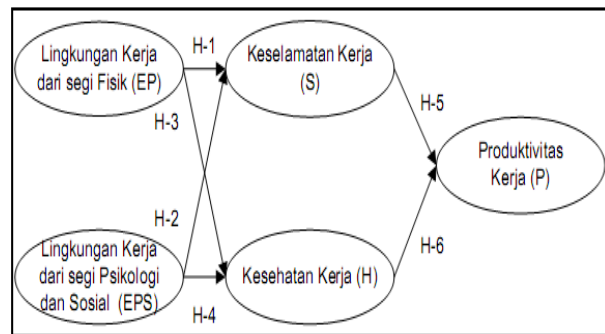 Lingkungan Kerja
dari segi Fisik (EP)
H-1
Keselamatan Kerja
(S)
H-3
H-5
Produktivitas
Kerja (P)
H-2
Lingkungan Kerja
dari segi Psikologi
dan Sosial (EPS)
H-4
Kesehatan Kerja (H)
H-6